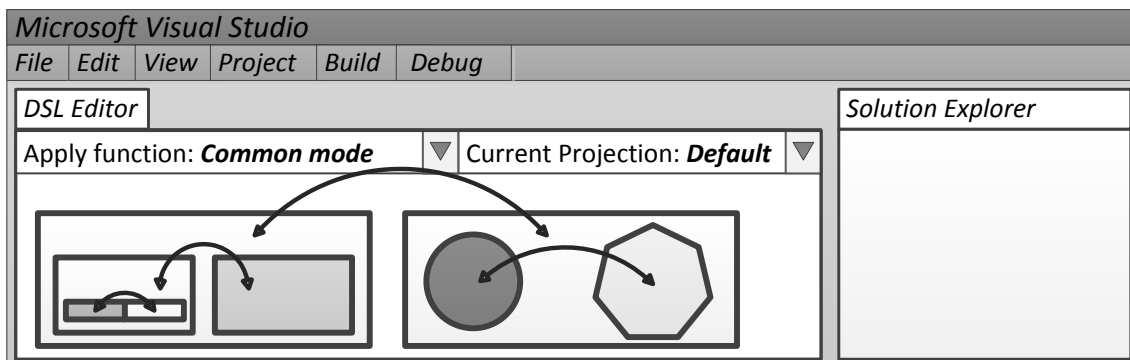 Microsoft Visual Studio
File Edit View Project Build Debug
DSL Editor
Solution Explorer
Apply function: Common mode
Current Projection: Default